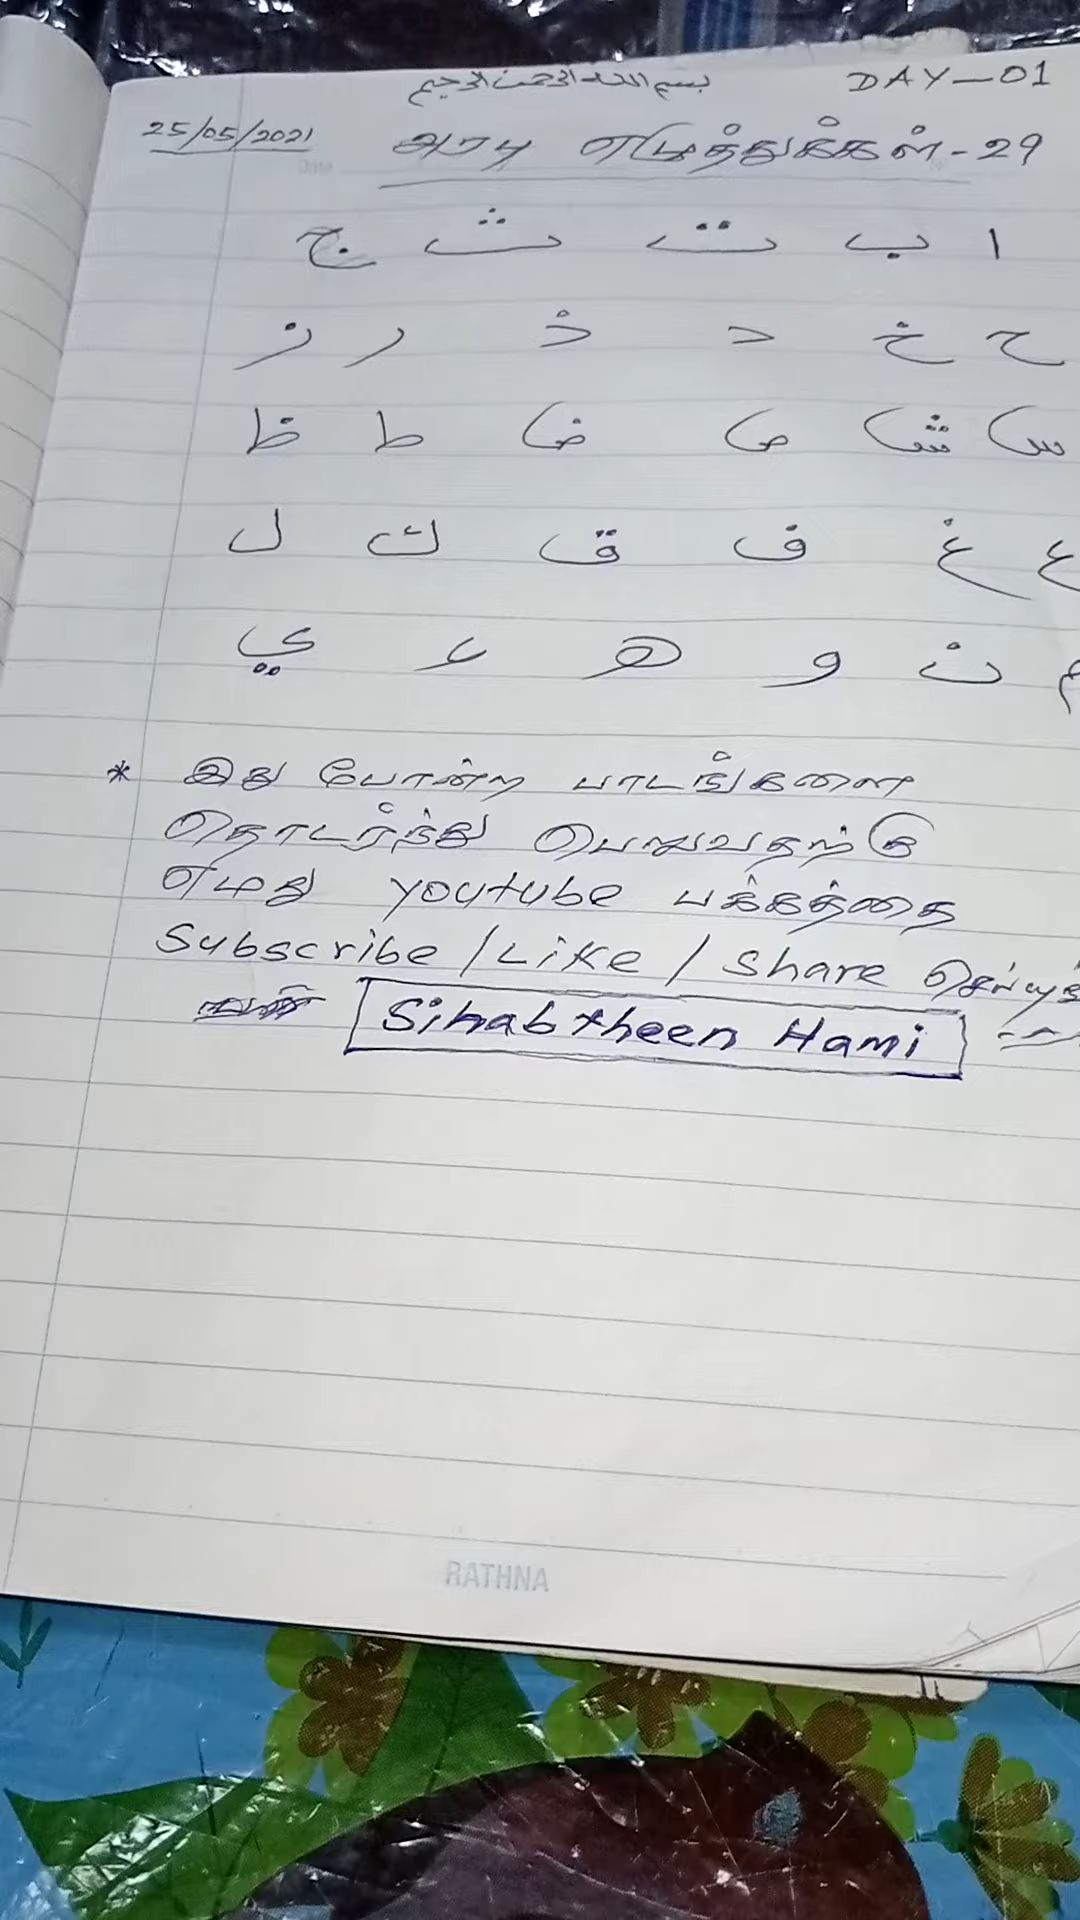 بسم الله الرحمن الرحيم DAY-01
25/05/2021 அரபு எழுத்துக்கள்-29
ا ب ت ث ج
ح خ د ذ ر ز
س ش ص ض ط ظ
ع غ ف ق ك ل
م ن و ه ء ي
* இது போன்ற பாடங்களை
தொடர்ந்து பெறுவதற்கு
எமது youtube பக்கத்தை
Subscribe / Like / Share
Sihabtheen Hami
RATHNA